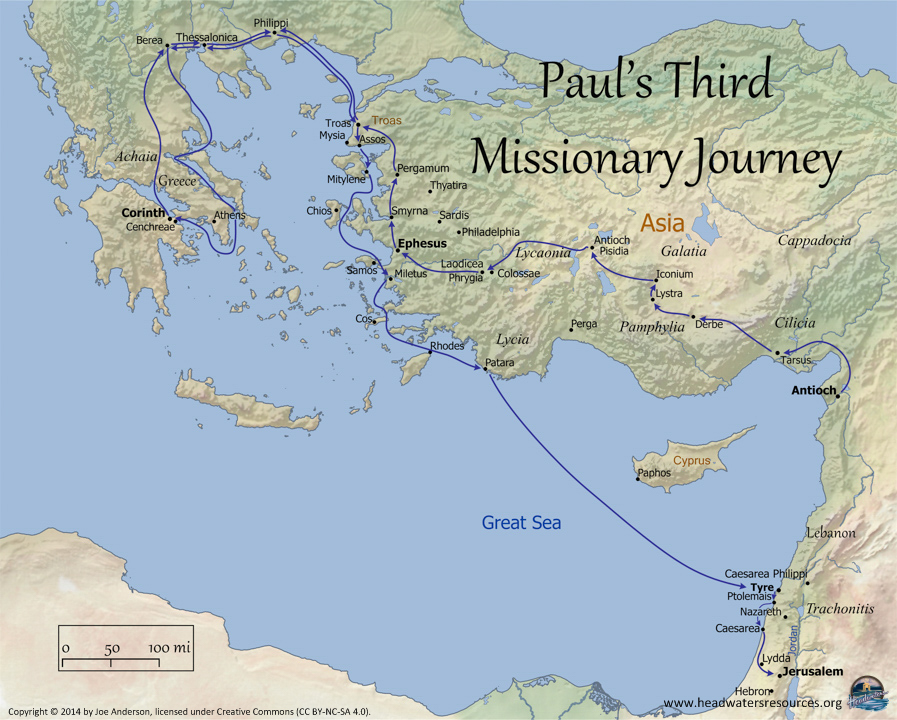 Paul's Third
Missionary Journey
Philippi
Berea
Thessalonica
Troas
Troas
Mysia
Assos
Achaia
Greece
Mitylene
Pergamum
Thyatira
Chios
Smyrna
Sardis
Philadelphia
Corinth
Cenchreae
Athens
Ephesus
Asia
Galatia
Cappadocia
Antioch
Pisidia
Lycaonia
Laodicea
Phrygia
Colossae
Iconium
Lystra
Samos
Miletus
Cos
Perga
Pamphylia
Derbe
Cilicia
Lycia
Rhodes
Patara
Tarsus
Antioch
Cyprus
Paphos
Great Sea
Lebanon
Caesarea Philippi
Tyre
Ptolemais
Nazareth
Trachonitis
Caesarea
Jordan
Lydda
Jerusalem
Hebron
0 50 100 mi
www.headwatersresources.org
Copyright © 2014 by Joe Anderson, licensed under Creative Commons (CC BY-NC-SA 4.0).